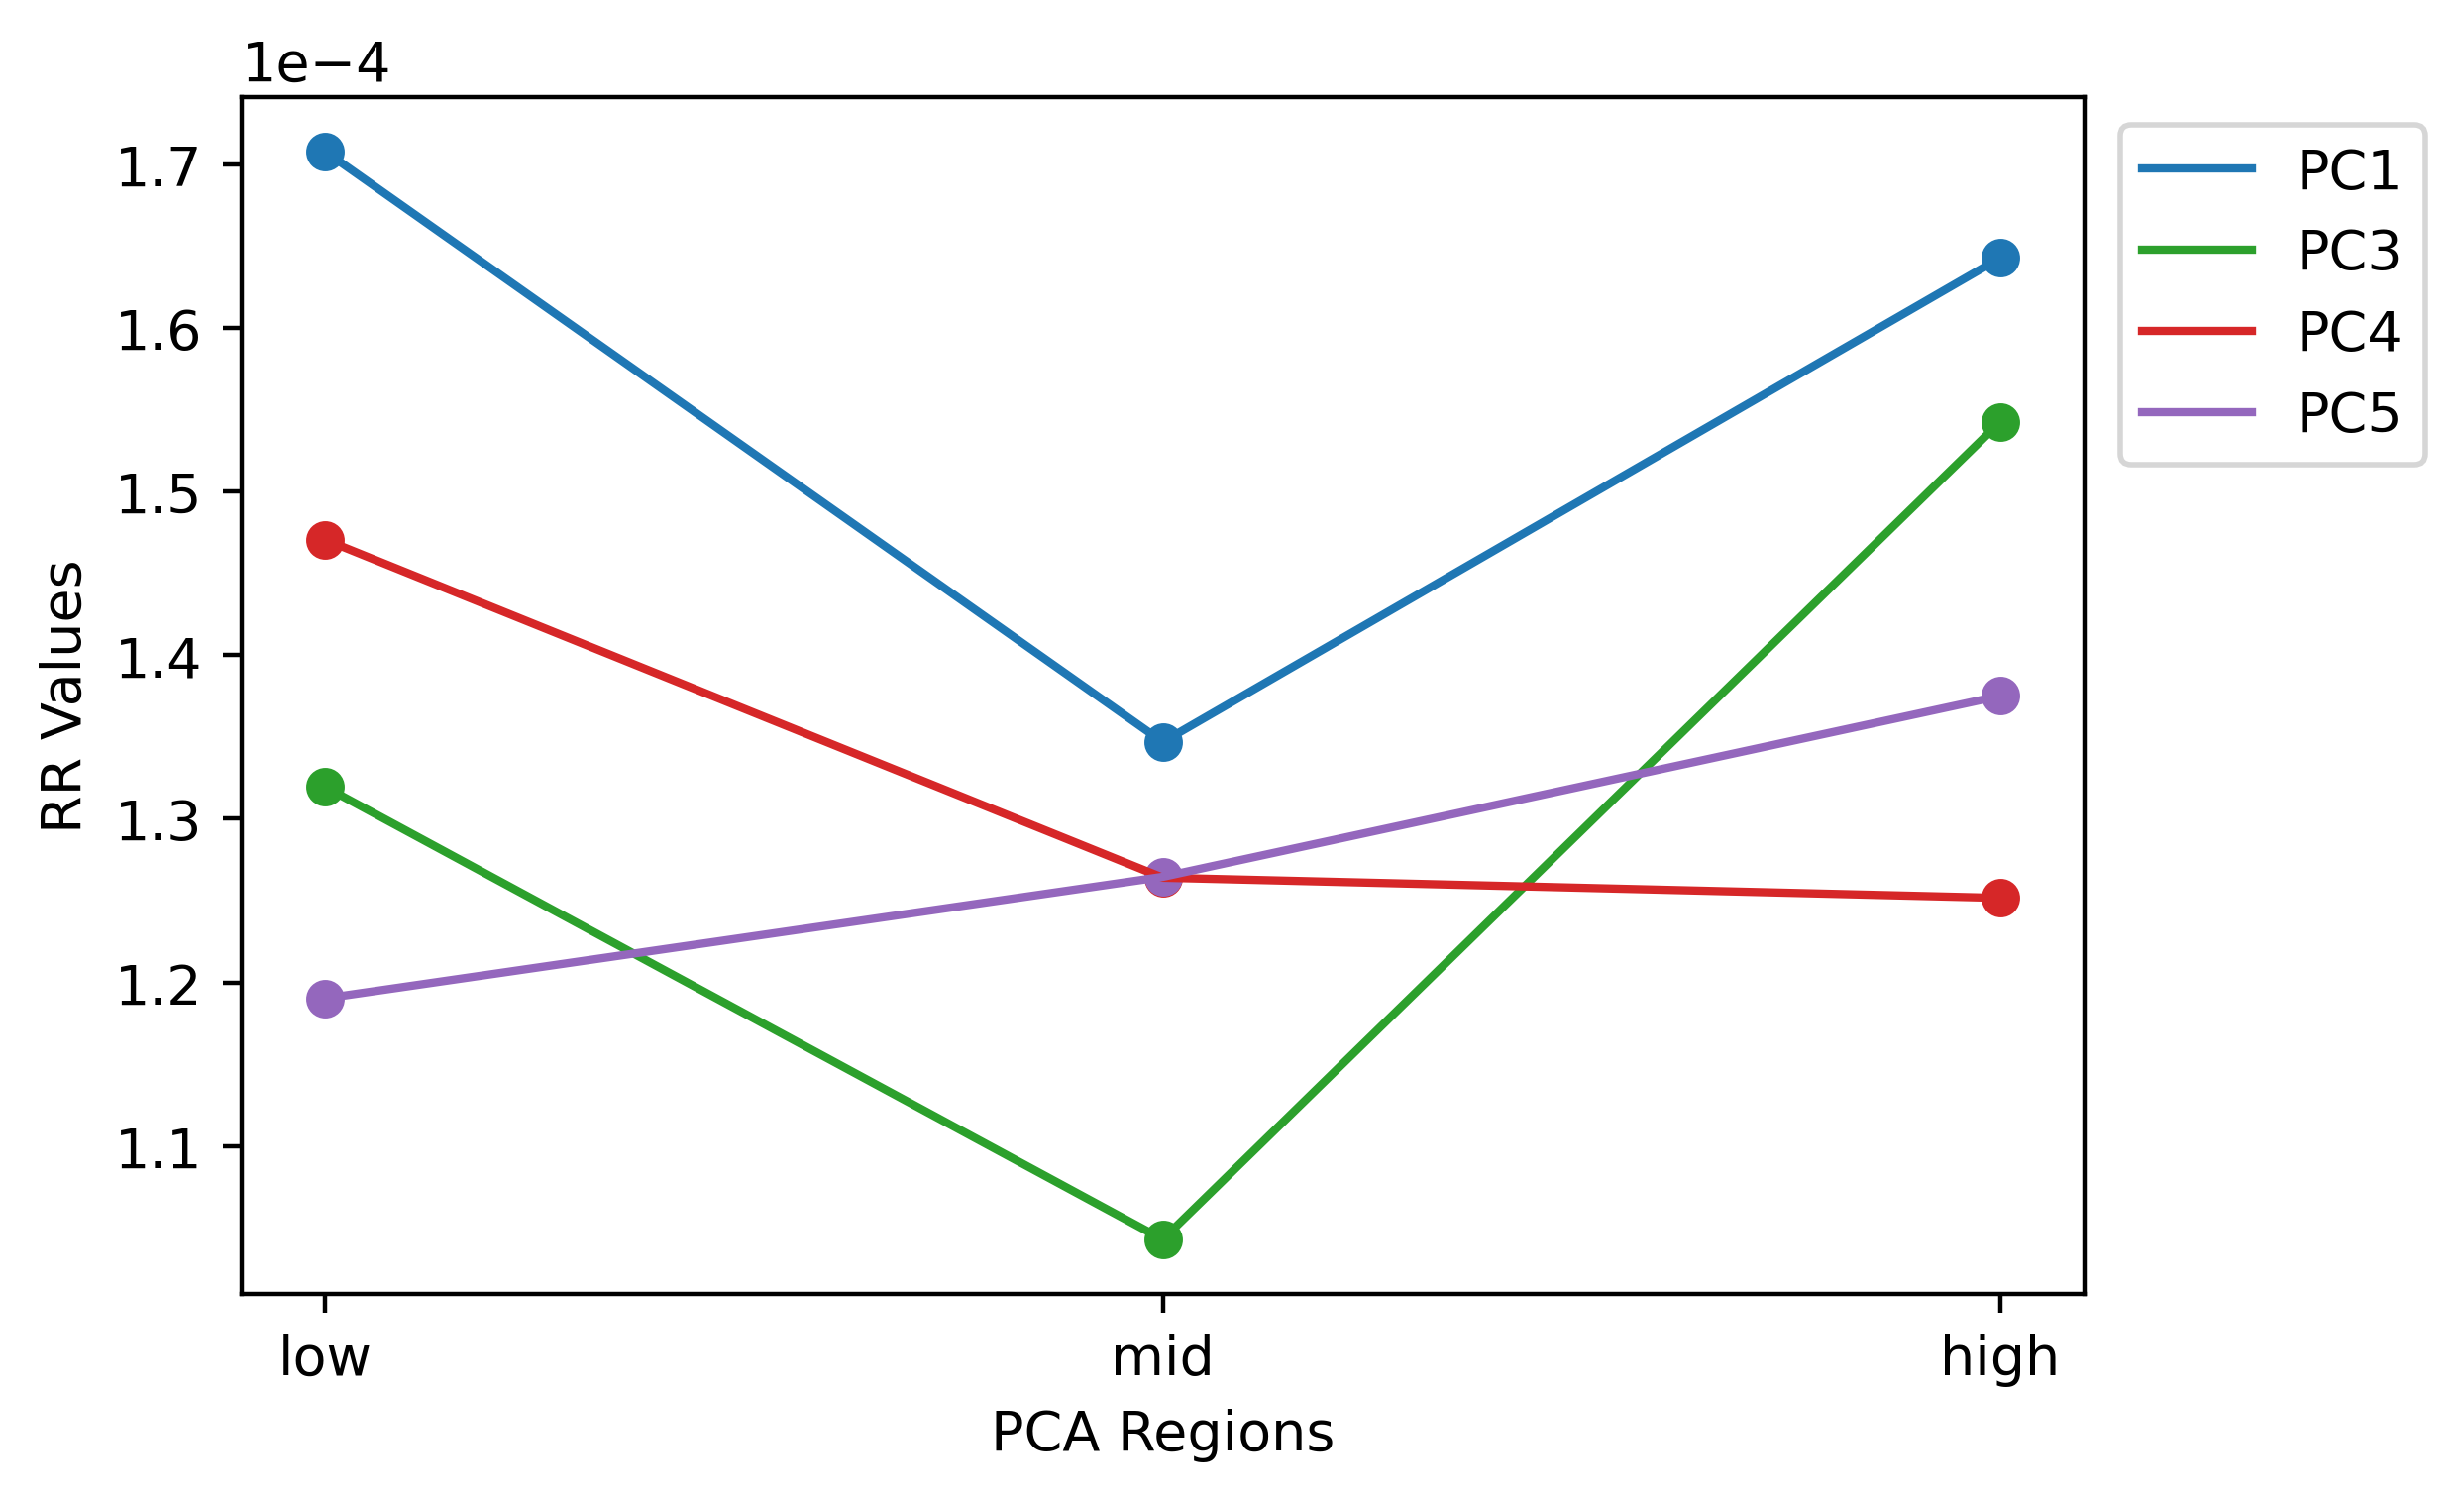 1e−4
1.7
1.6
1.5
1.4
1.3
1.2
1.1
RR Values
low
mid
high
PCA Regions
PC1
PC3
PC4
PC5